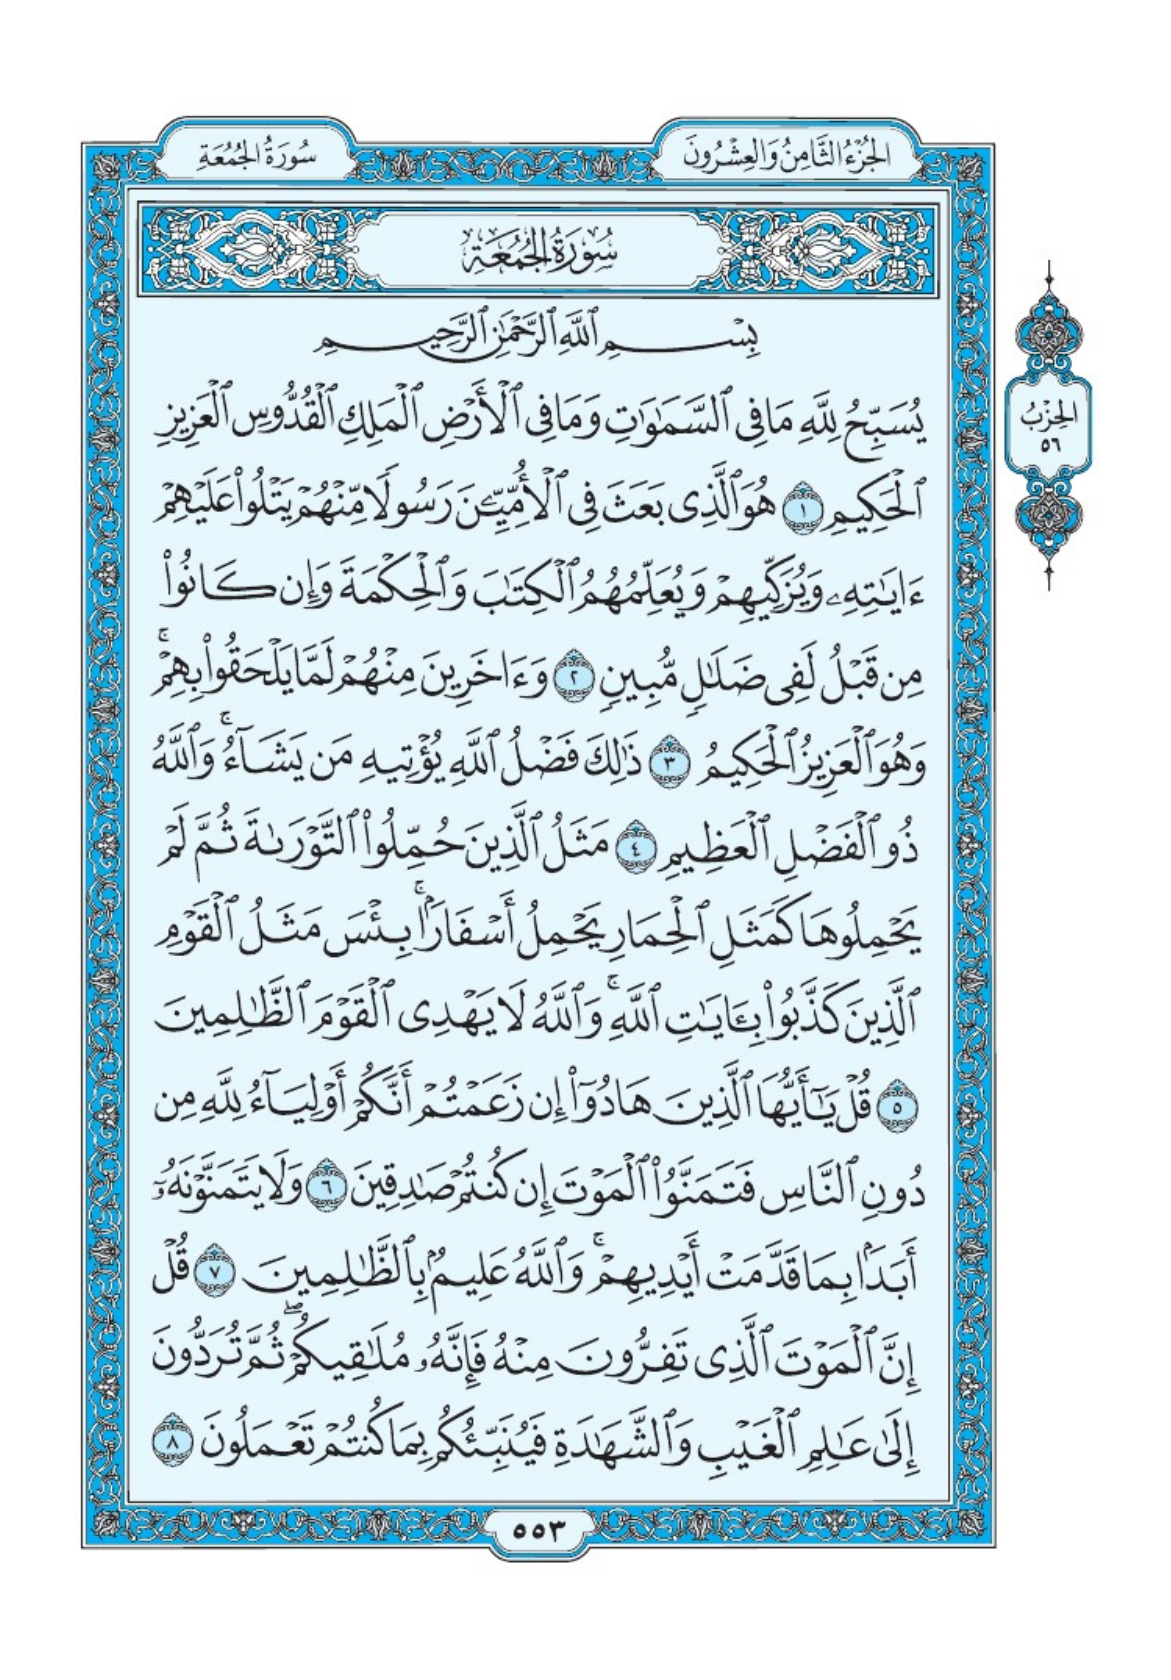 الجُزْءُ الثَّامِنُ وَالعِشْرُونَ
سُورَةُ الجُمُعَةِ
سُورَةُ الجُمُعَةِ
بِسْمِ ٱللَّهِ ٱلرَّحْمَٰنِ ٱلرَّحِيمِ
يُسَبِّحُ لِلَّهِ مَا فِى ٱلسَّمَٰوَٰتِ وَمَا فِى ٱلْأَرْضِ ٱلْمَلِكِ ٱلْقُدُّوسِ ٱلْعَزِيزِ
ٱلْحَكِيمِ ١ هُوَ ٱلَّذِى بَعَثَ فِى ٱلْأُمِّيِّـۧنَ رَسُولًا مِّنْهُمْ يَتْلُوا۟ عَلَيْهِمْ
ءَايَٰتِهِۦ وَيُزَكِّيهِمْ وَيُعَلِّمُهُمُ ٱلْكِتَٰبَ وَٱلْحِكْمَةَ وَإِن كَانُوا۟
مِن قَبْلُ لَفِى ضَلَٰلٍ مُّبِينٍ ٢ وَءَاخَرِينَ مِنْهُمْ لَمَّا يَلْحَقُوا۟ بِهِمْ ۚ
وَهُوَ ٱلْعَزِيزُ ٱلْحَكِيمُ ٣ ذَٰلِكَ فَضْلُ ٱللَّهِ يُؤْتِيهِ مَن يَشَآءُ ۚ وَٱللَّهُ
ذُو ٱلْفَضْلِ ٱلْعَظِيمِ ٤ مَثَلُ ٱلَّذِينَ حُمِّلُوا۟ ٱلتَّوْرَىٰةَ ثُمَّ لَمْ
يَحْمِلُوهَا كَمَثَلِ ٱلْحِمَارِ يَحْمِلُ أَسْفَارًۢا ۚ بِئْسَ مَثَلُ ٱلْقَوْمِ
ٱلَّذِينَ كَذَّبُوا۟ بِـَٔايَٰتِ ٱللَّهِ ۚ وَٱللَّهُ لَا يَهْدِى ٱلْقَوْمَ ٱلظَّٰلِمِينَ
٥ قُلْ يَٰٓأَيُّهَا ٱلَّذِينَ هَادُوٓا۟ إِن زَعَمْتُمْ أَنَّكُمْ أَوْلِيَآءُ لِلَّهِ مِن
دُونِ ٱلنَّاسِ فَتَمَنَّوُا۟ ٱلْمَوْتَ إِن كُنتُمْ صَٰدِقِينَ ٦ وَلَا يَتَمَنَّوْنَهُۥٓ
أَبَدًۢا بِمَا قَدَّمَتْ أَيْدِيهِمْ ۚ وَٱللَّهُ عَلِيمٌۢ بِٱلظَّٰلِمِينَ ٧ قُلْ
إِنَّ ٱلْمَوْتَ ٱلَّذِى تَفِرُّونَ مِنْهُ فَإِنَّهُۥ مُلَٰقِيكُمْ ۖ ثُمَّ تُرَدُّونَ
إِلَىٰ عَٰلِمِ ٱلْغَيْبِ وَٱلشَّهَٰدَةِ فَيُنَبِّئُكُم بِمَا كُنتُمْ تَعْمَلُونَ ٨
الحِزْبُ
٥٦
٥٥٣